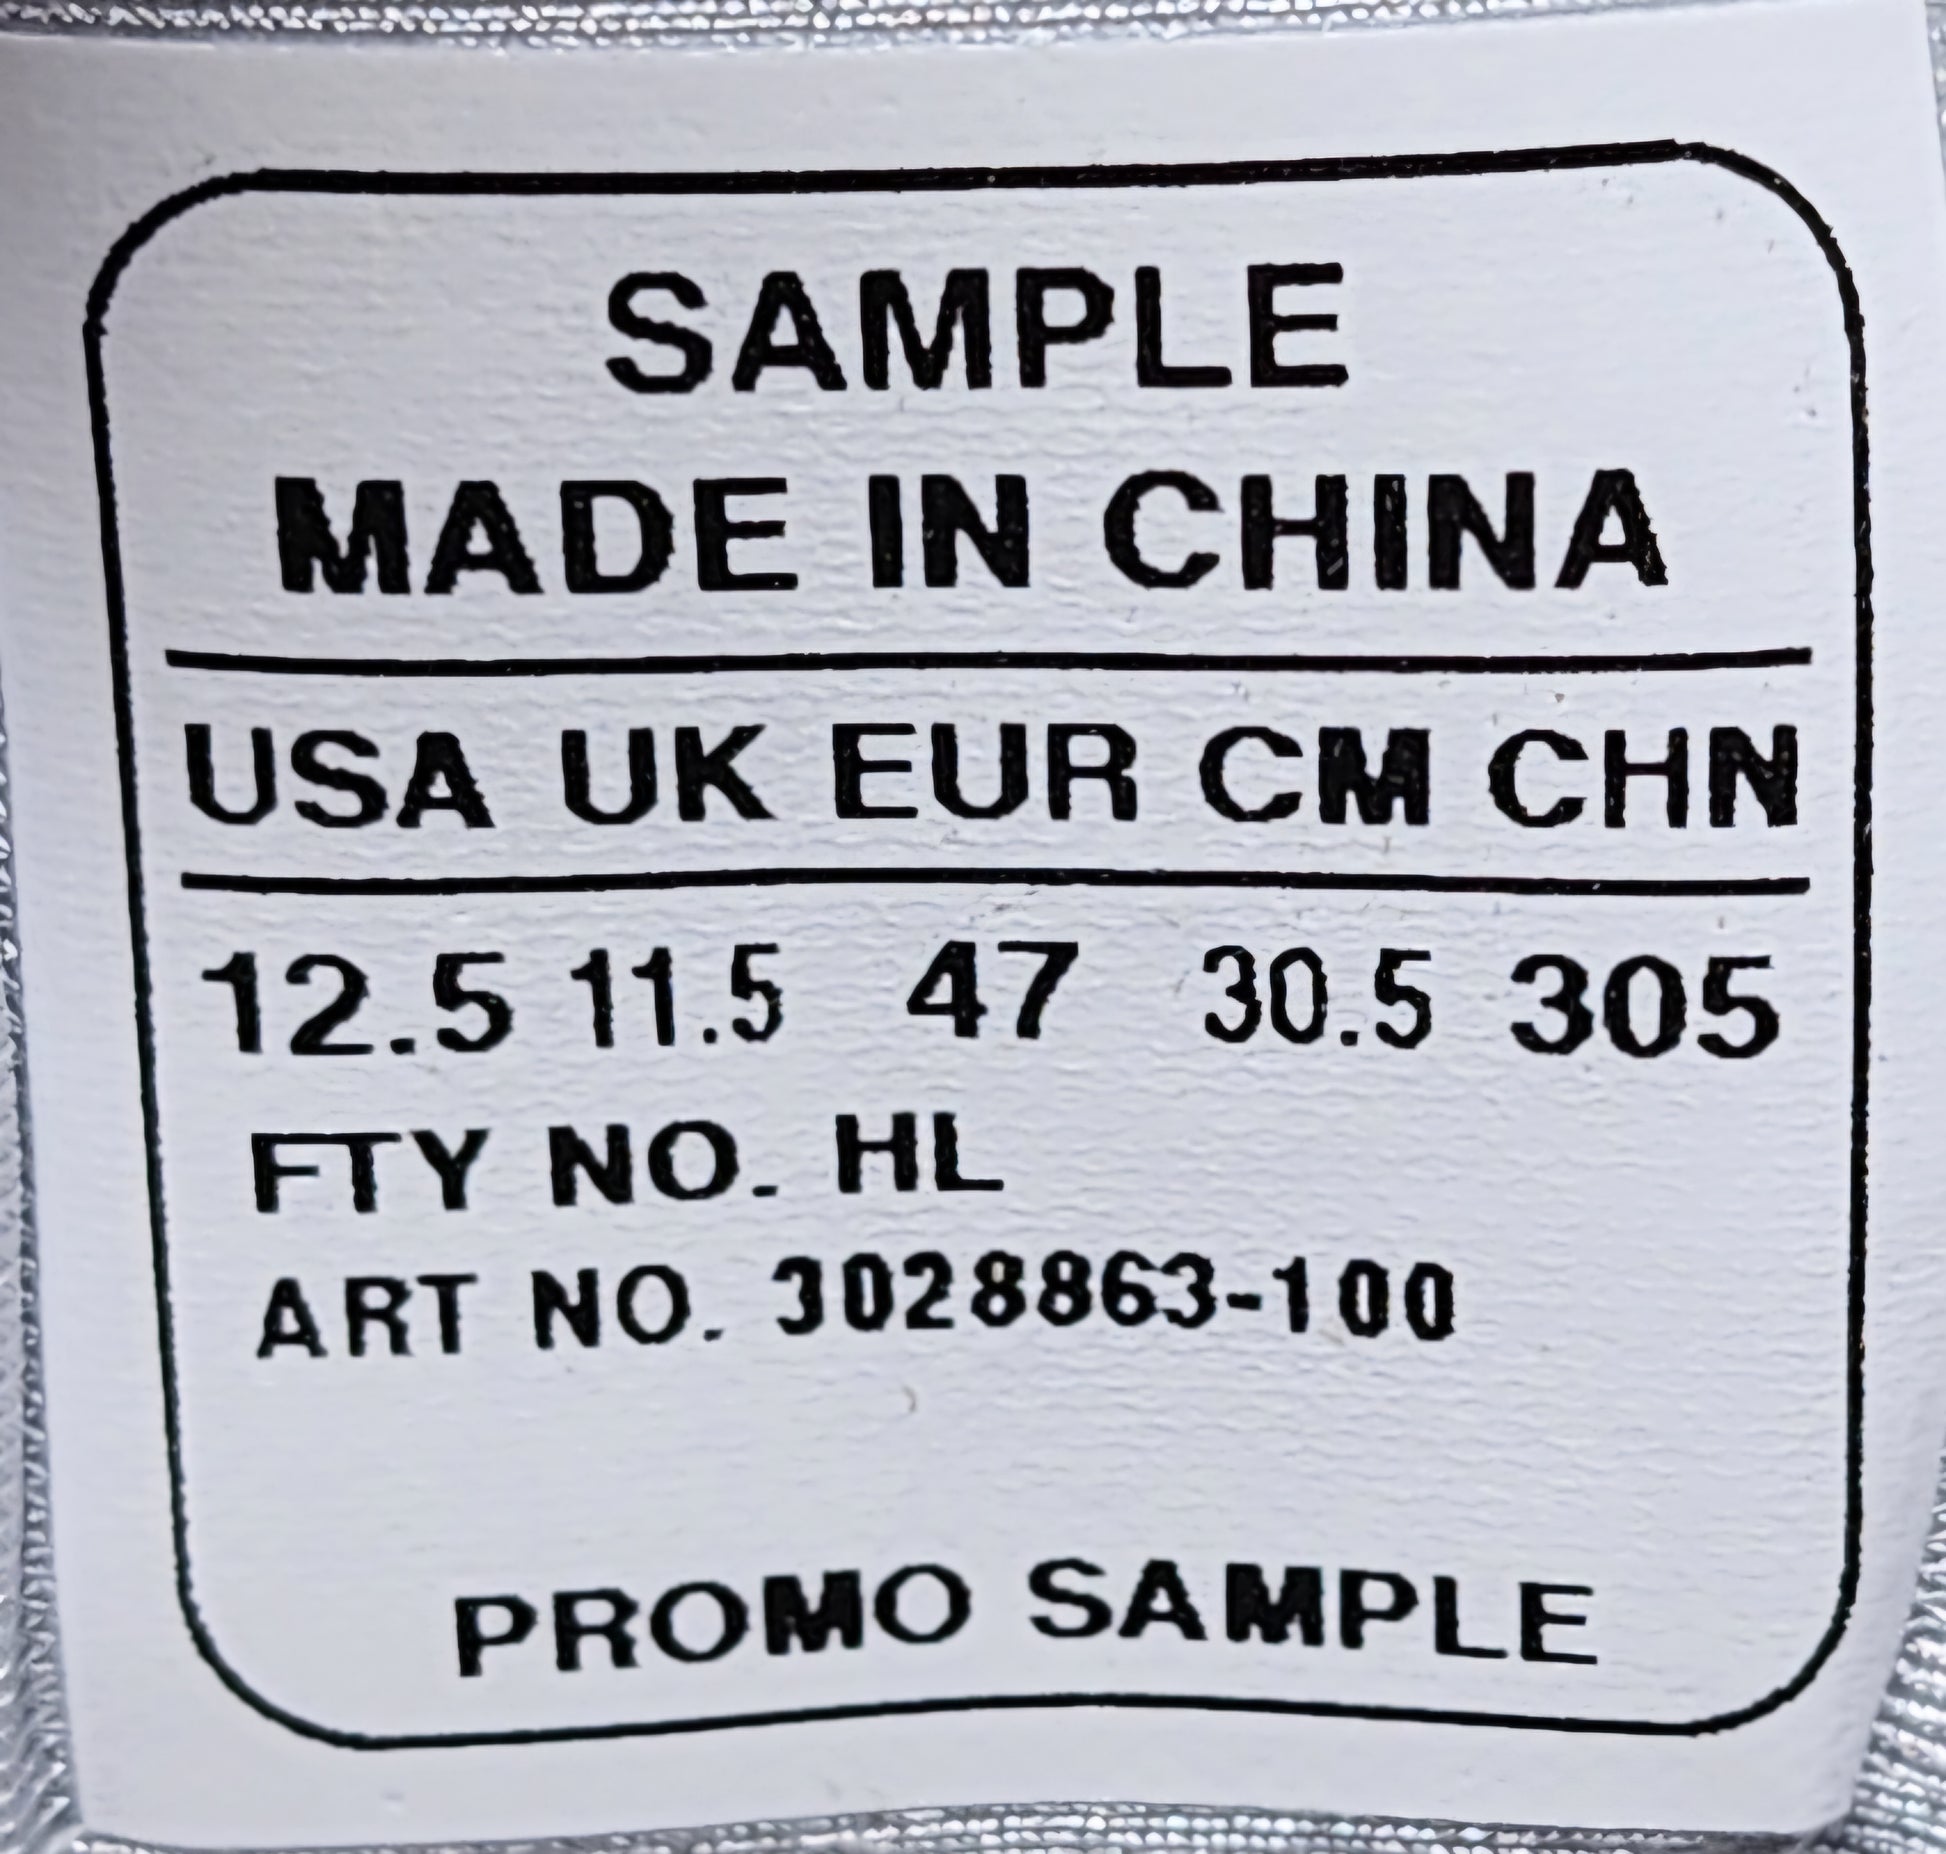 SAMPLE
MADE IN CHINA
USA UK EUR CM CHN
12.5 11.5 47 30.5 305
FTY NO. HL
ART NO. 3028863-100
PROMO SAMPLE